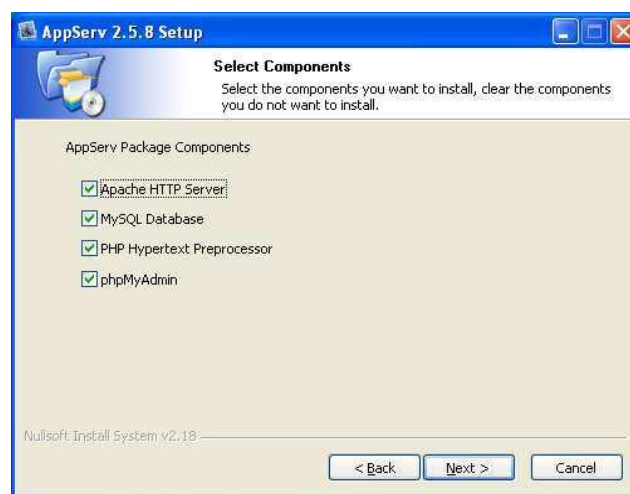 AppServ 2.5.8 Setup
Select Components
Select the components you want to install, clear the components
you do not want to install.
AppServ Package Components
Apache HTTP Server
MySQL Database
PHP Hypertext Preprocessor
phpMyAdmin
Nullsoft Install System v2.18
< Back Next > Cancel